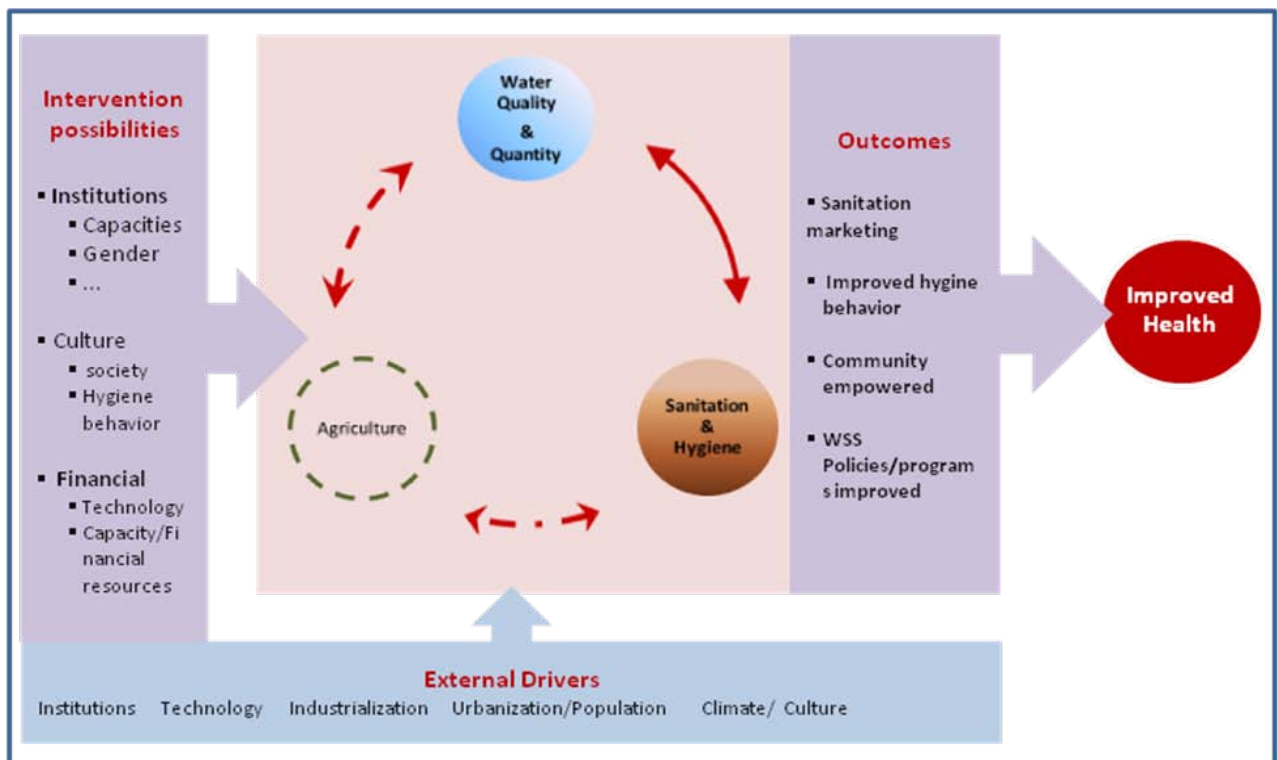 Intervention
possibilities
▪ Institutions
▪ Capacities
▪ Gender
▪ ...
▪ Culture
▪ society
▪ Hygiene
behavior
▪ Financial
▪ Technology
▪ Capacity/Fi
nancial
resources
Water
Quality
&
Quantity
Agriculture
Sanitation
&
Hygiene
Outcomes
▪ Sanitation
marketing
▪ Improved hygine
behavior
▪ Community
empowered
▪ WSS
Policies/program
s improved
Improved
Health
External Drivers
Institutions Technology Industrialization Urbanization/Population Climate/ Culture